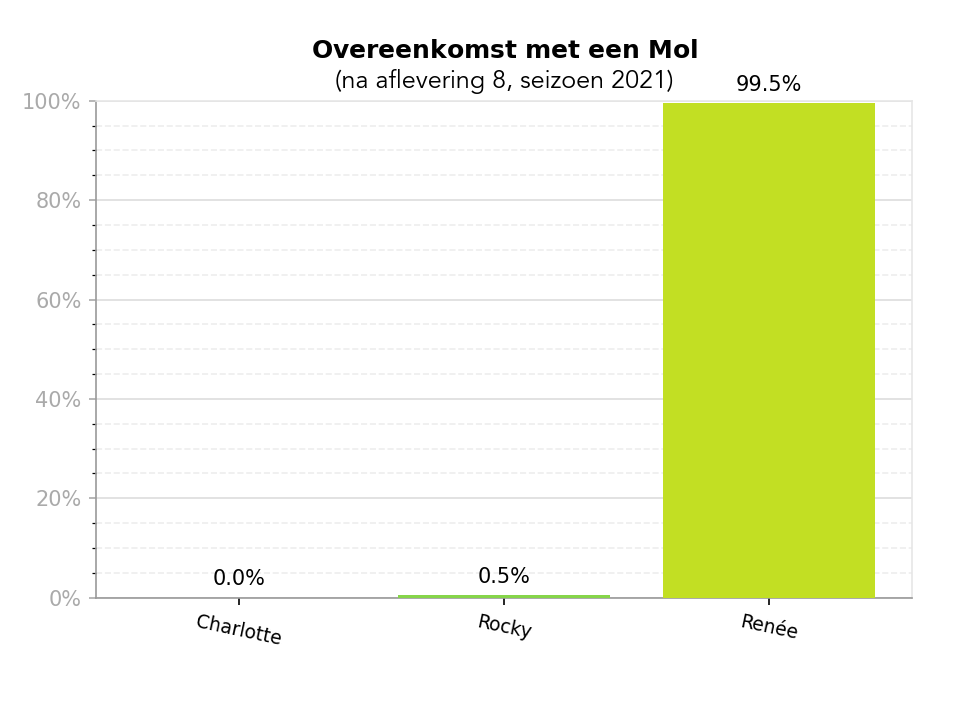 Overeenkomst met een Mol
(na aflevering 8, seizoen 2021)
99.5%
100%
80%
60%
40%
20%
0.0%
0.5%
0%
Charlotte
Rocky
Renée